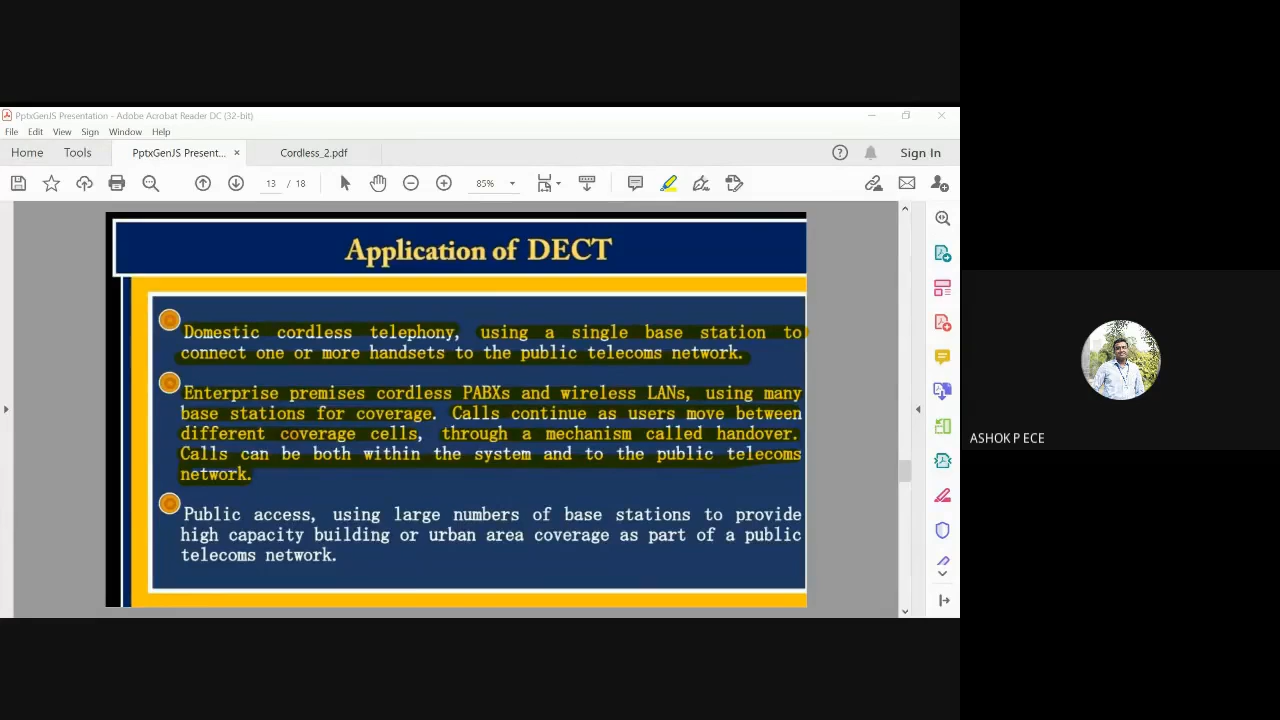 PptxGenJS Presentation - Adobe Acrobat Reader DC (32-bit)
File Edit View Sign Window Help
Home Tools PptxGenJS Present... × Cordless_2.pdf Sign In
13 / 18 85%
Application of DECT
Domestic cordless telephony, using a single base station to
connect one or more handsets to the public telecoms network.
Enterprise premises cordless PABXs and wireless LANs, using many
base stations for coverage. Calls continue as users move between
different coverage cells, through a mechanism called handover.
Calls can be both within the system and to the public telecoms
network.
Public access, using large numbers of base stations to provide
high capacity building or urban area coverage as part of a public
telecoms network.
ASHOK P ECE